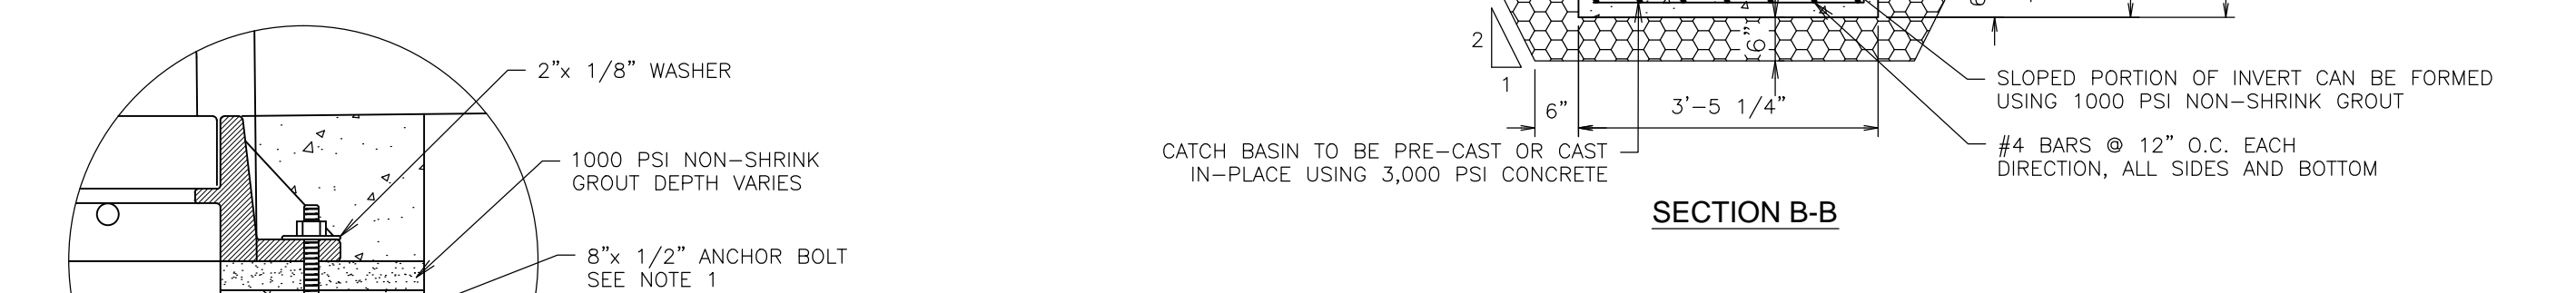 2”x 1/8” WASHER
1000 PSI NON-SHRINK
GROUT DEPTH VARIES
8”x 1/2” ANCHOR BOLT
SEE NOTE 1
2
1
6”
6”
3’-5 1/4”
CATCH BASIN TO BE PRE-CAST OR CAST
IN-PLACE USING 3,000 PSI CONCRETE
SLOPED PORTION OF INVERT CAN BE FORMED
USING 1000 PSI NON-SHRINK GROUT
#4 BARS @ 12” O.C. EACH
DIRECTION, ALL SIDES AND BOTTOM
SECTION B-B